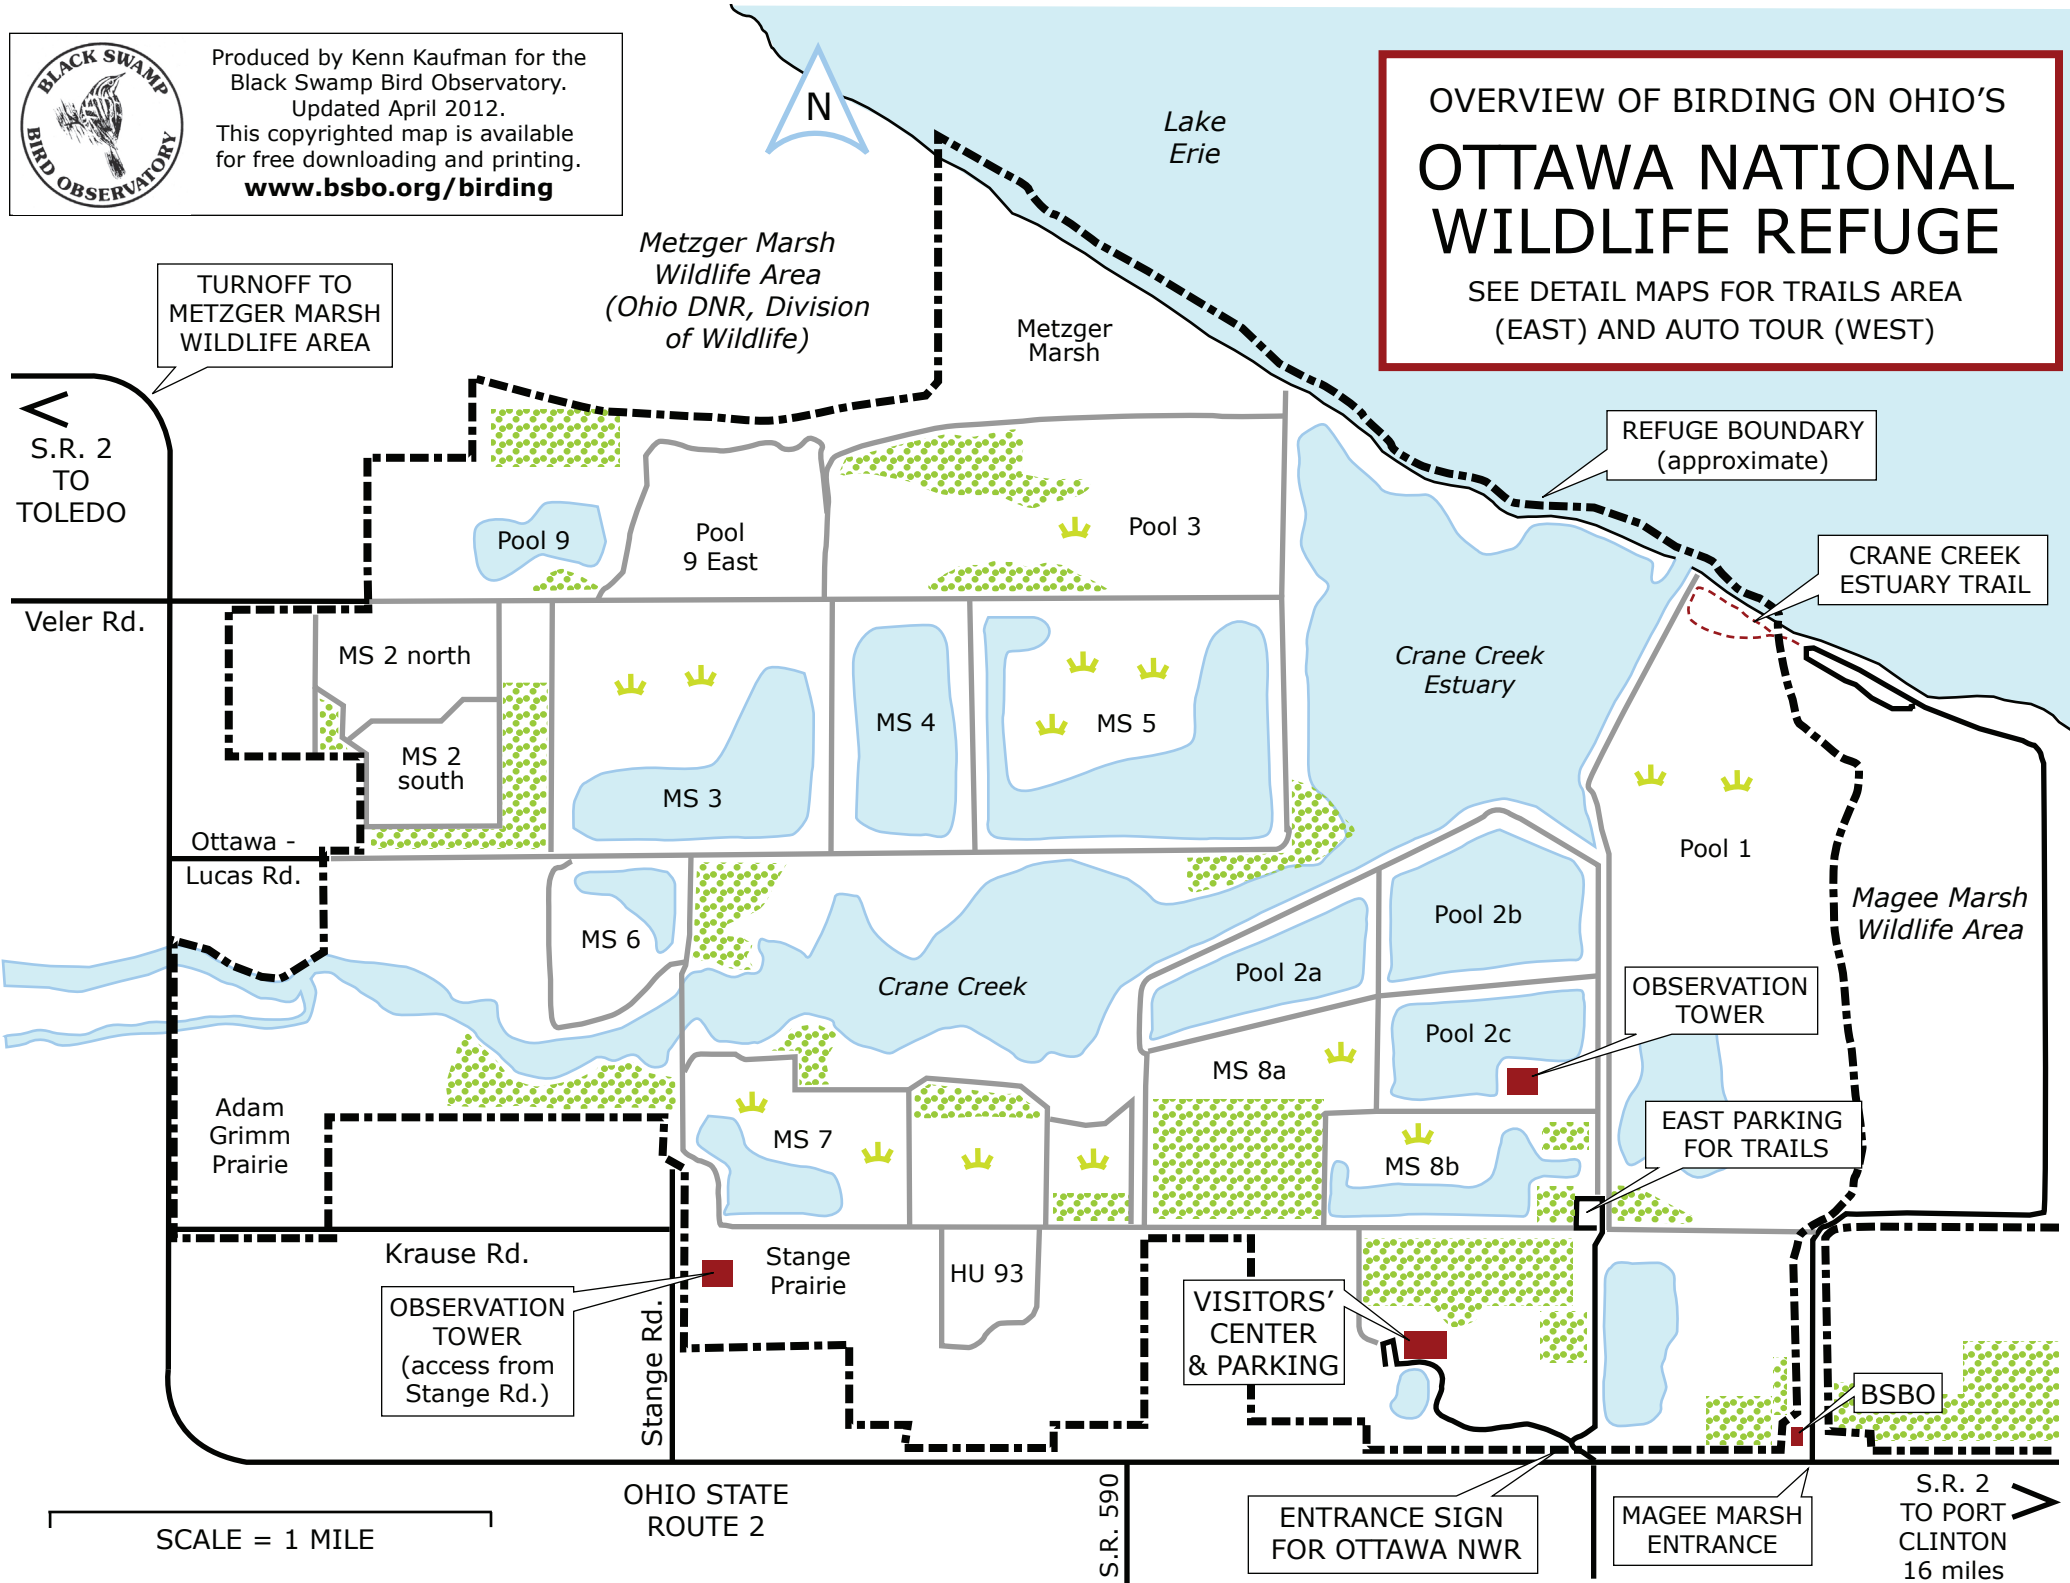 BLACK SWAMP
BIRD OBSERVATORY
Produced by Kenn Kaufman for the
Black Swamp Bird Observatory.
Updated April 2012.
This copyrighted map is available
for free downloading and printing.
www.bsbo.org/birding
N
Lake
Erie
OVERVIEW OF BIRDING ON OHIO'S
OTTAWA NATIONAL
WILDLIFE REFUGE
SEE DETAIL MAPS FOR TRAILS AREA
(EAST) AND AUTO TOUR (WEST)
Metzger Marsh
Wildlife Area
(Ohio DNR, Division
of Wildlife)
TURNOFF TO
METZGER MARSH
WILDLIFE AREA
Metzger
Marsh
S.R. 2
TO
TOLEDO
REFUGE BOUNDARY
(approximate)
Pool 9
Pool
9 East
Pool 3
CRANE CREEK
ESTUARY TRAIL
Veler Rd.
MS 2 north
MS 2
south
MS 3
MS 4
MS 5
Crane Creek
Estuary
Ottawa -
Lucas Rd.
Pool 1
Magee Marsh
Wildlife Area
MS 6
Crane Creek
Pool 2a
Pool 2b
Pool 2c
OBSERVATION
TOWER
MS 8a
Adam
Grimm
Prairie
MS 7
MS 8b
EAST PARKING
FOR TRAILS
Krause Rd.
Stange
Prairie
HU 93
OBSERVATION
TOWER
(access from
Stange Rd.)
Stange Rd.
VISITORS'
CENTER
& PARKING
BSBO
SCALE = 1 MILE
OHIO STATE
ROUTE 2
S.R. 590
ENTRANCE SIGN
FOR OTTAWA NWR
MAGEE MARSH
ENTRANCE
S.R. 2
TO PORT
CLINTON
16 miles